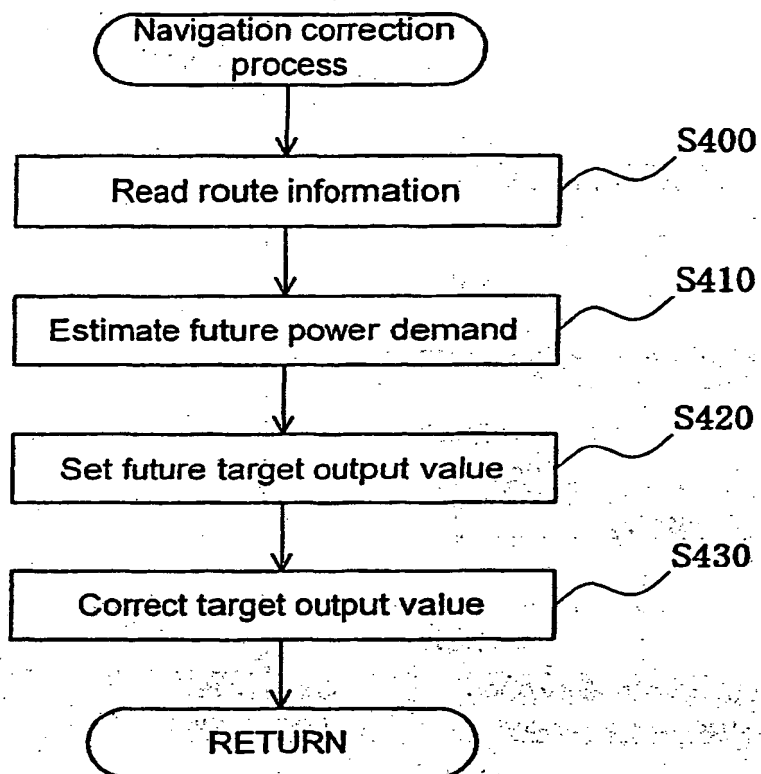 Navigation correction
process
S400
Read route information
S410
Estimate future power demand
S420
Set future target output value
S430
Correct target output value
RETURN